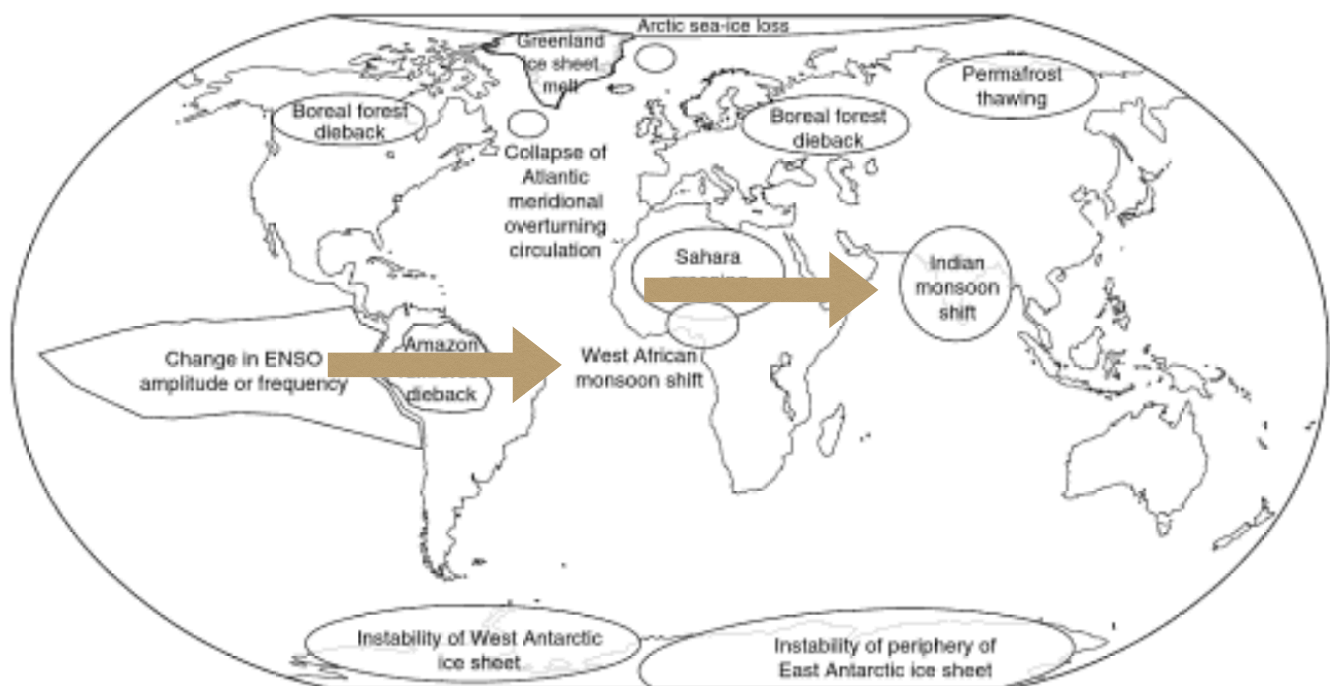 Arctic sea-ice loss
Greenland
ice sheet
melt
Permafrost
thawing
Boreal forest
dieback
Boreal forest
dieback
Collapse of
Atlantic
meridional
overturning
circulation
Sahara
Indian
monsoon
shift
Change in ENSO
amplitude or frequency
Amazon
dieback
West African
monsoon shift
Instability of West Antarctic
ice sheet
Instability of periphery of
East Antarctic ice sheet